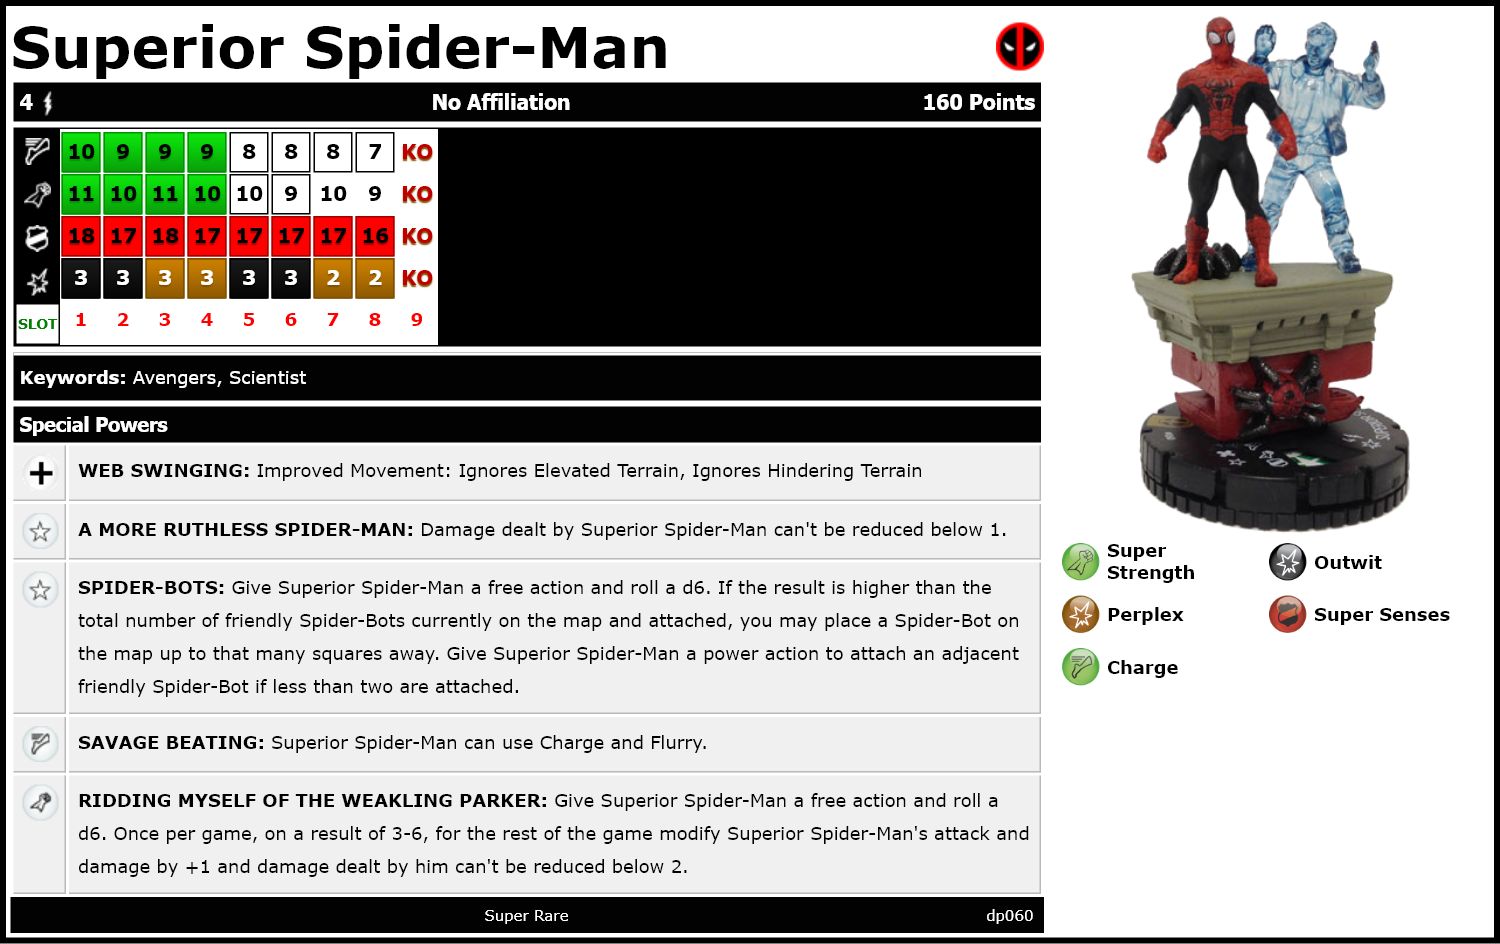 Superior Spider-Man
4 No Affiliation 160 Points
10 9 9 9 8 8 8 7 KO
11 10 11 10 10 9 10 9 KO
18 17 18 17 17 17 17 16 KO
3 3 3 3 3 3 2 2 KO
SLOT 1 2 3 4 5 6 7 8 9
Keywords: Avengers, Scientist
Special Powers
WEB SWINGING: Improved Movement: Ignores Elevated Terrain, Ignores Hindering Terrain
A MORE RUTHLESS SPIDER-MAN: Damage dealt by Superior Spider-Man can't be reduced below 1.
SPIDER-BOTS: Give Superior Spider-Man a free action and roll a d6. If the result is higher than the
total number of friendly Spider-Bots currently on the map and attached, you may place a Spider-Bot on
the map up to that many squares away. Give Superior Spider-Man a power action to attach an adjacent
friendly Spider-Bot if less than two are attached.
SAVAGE BEATING: Superior Spider-Man can use Charge and Flurry.
RIDDING MYSELF OF THE WEAKLING PARKER: Give Superior Spider-Man a free action and roll a
d6. Once per game, on a result of 3-6, for the rest of the game modify Superior Spider-Man's attack and
damage by +1 and damage dealt by him can't be reduced below 2.
Super Rare dp060
Super
Strength
Outwit
Perplex
Super Senses
Charge